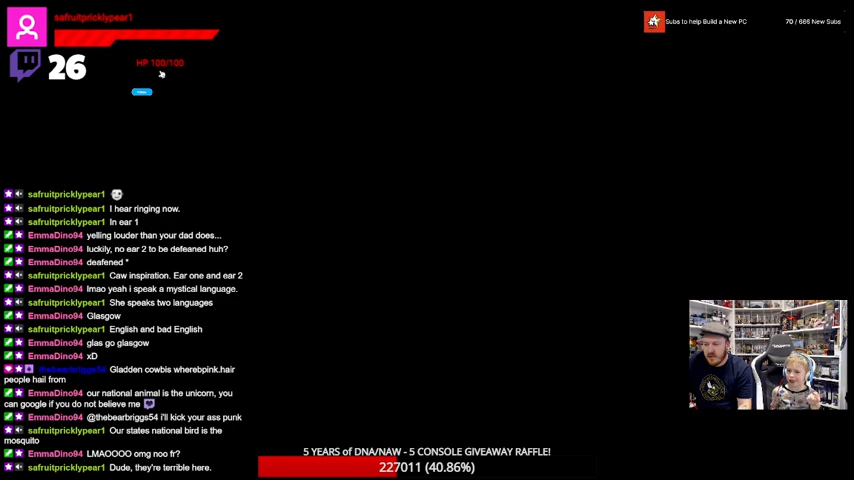 safruitpricklypear1
26
HP 100/100
Subs to help Build a New PC
70 / 666 New Subs
safruitpricklypear1
safruitpricklypear1 I hear ringing now.
safruitpricklypear1 In ear 1
EmmaDino94 yelling louder than your dad does...
EmmaDino94 luckily, no ear 2 to be defeaned huh?
EmmaDino94 deafened *
safruitpricklypear1 Caw inspiration. Ear one and ear 2
EmmaDino94 lmao yeah i speak a mystical language.
safruitpricklypear1 She speaks two languages
EmmaDino94 Glasgow
safruitpricklypear1 English and bad English
EmmaDino94 glas go glasgow
EmmaDino94 xD
thebearbriggs54 Gladden cowbis wherebpink.hair
people hail from
EmmaDino94 our national animal is the unicorn, you
can google if you do not believe me
EmmaDino94 @thebearbriggs54 i'll kick your ass punk
safruitpricklypear1 Our states national bird is the
mosquito
EmmaDino94 LMAOOOO omg noo fr?
safruitpricklypear1 Dude, they're terrible here.
5 YEARS of DNA/NAW - 5 CONSOLE GIVEAWAY RAFFLE!
227011 (40.86%)